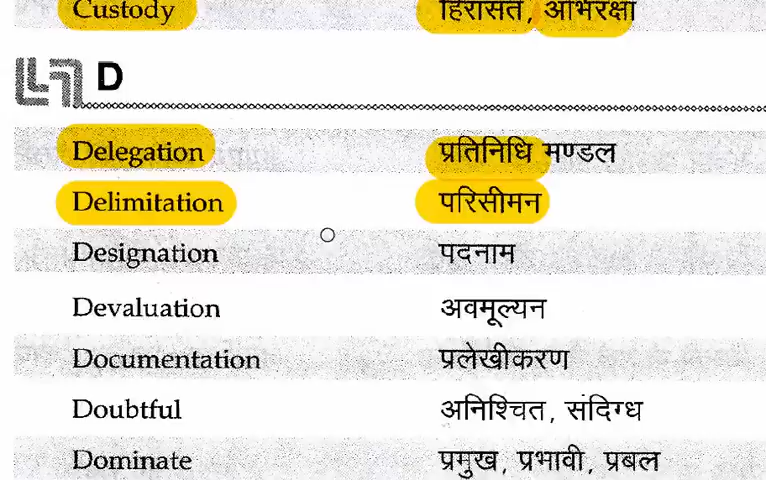 Custody हिरासत, अभिरक्षा
D
Delegation प्रतिनिधि मण्डल
Delimitation परिसीमन
Designation पदनाम
Devaluation अवमूल्यन
Documentation प्रलेखीकरण
Doubtful अनिश्चित, संदिग्ध
Dominate प्रमुख, प्रभावी, प्रबल